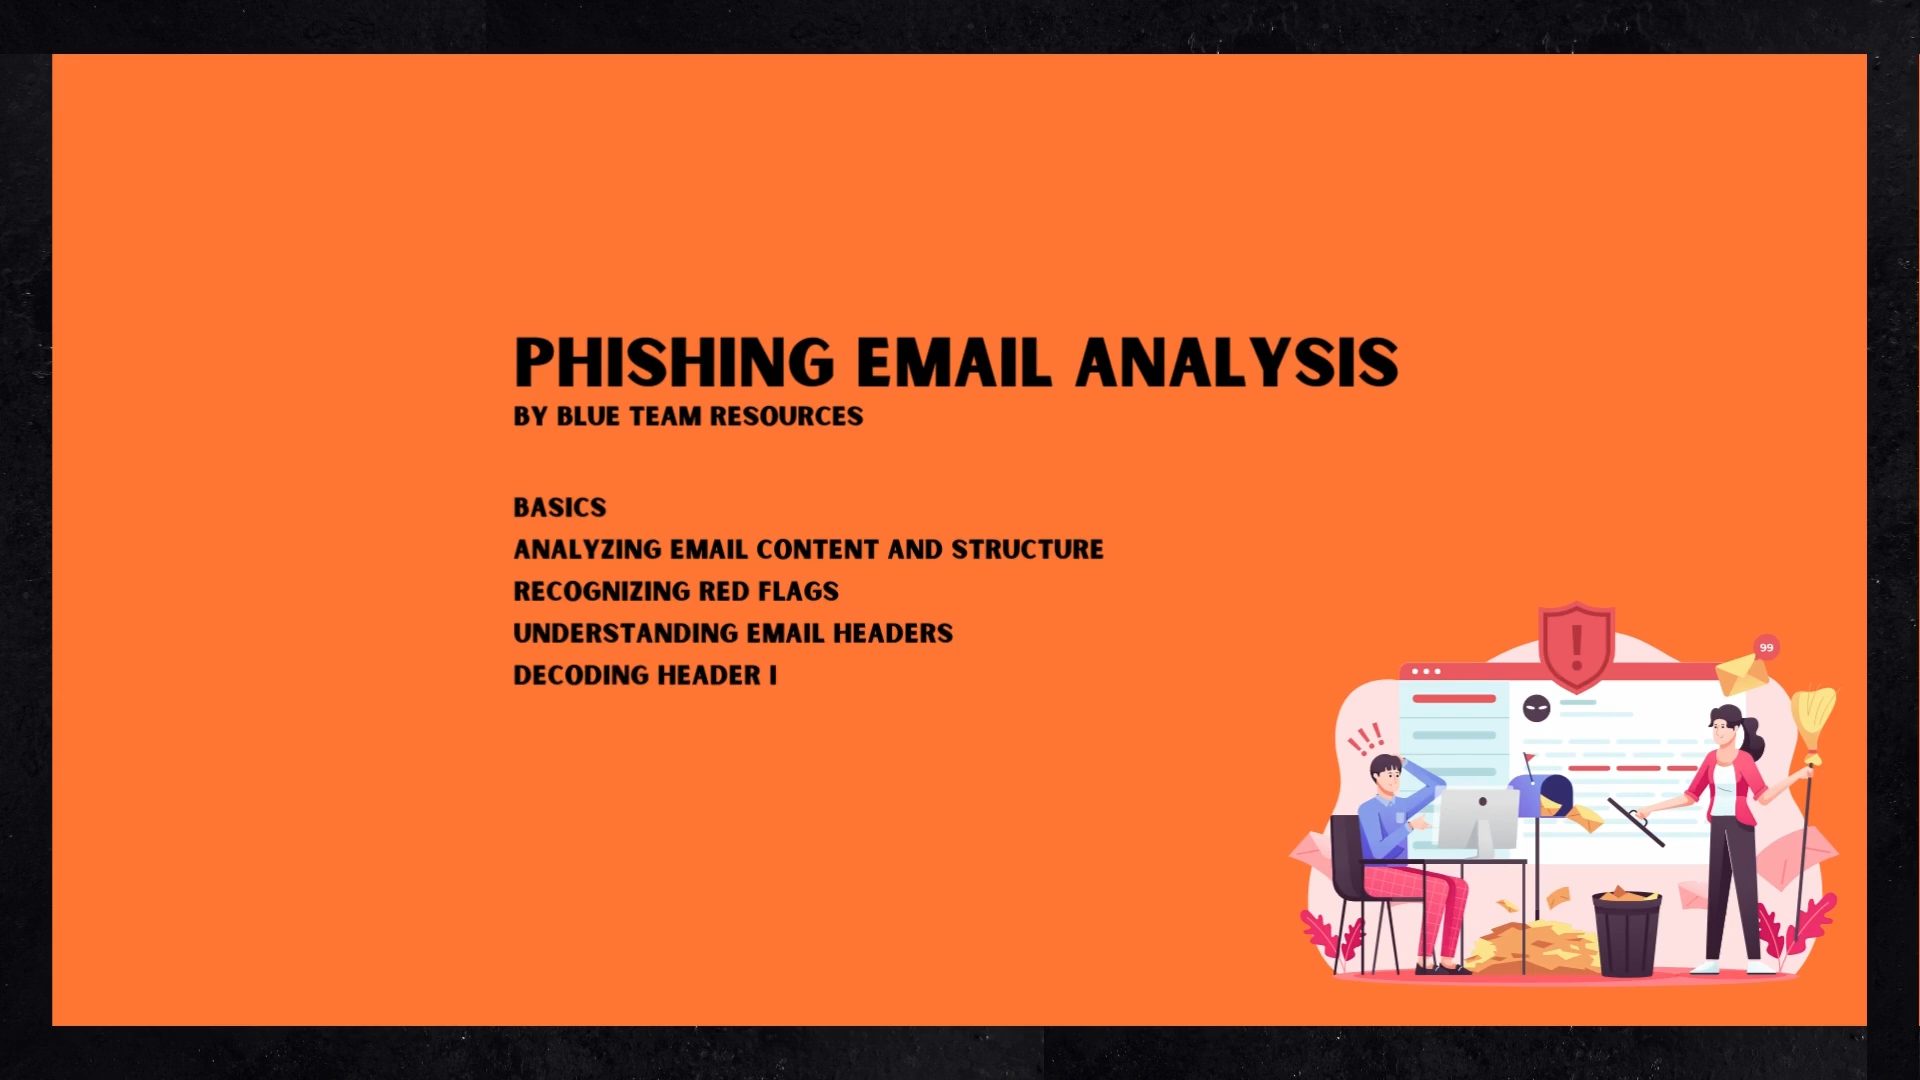 PHISHING EMAIL ANALYSIS
BY BLUE TEAM RESOURCES
BASICS
ANALYZING EMAIL CONTENT AND STRUCTURE
RECOGNIZING RED FLAGS
UNDERSTANDING EMAIL HEADERS
DECODING HEADER I
99